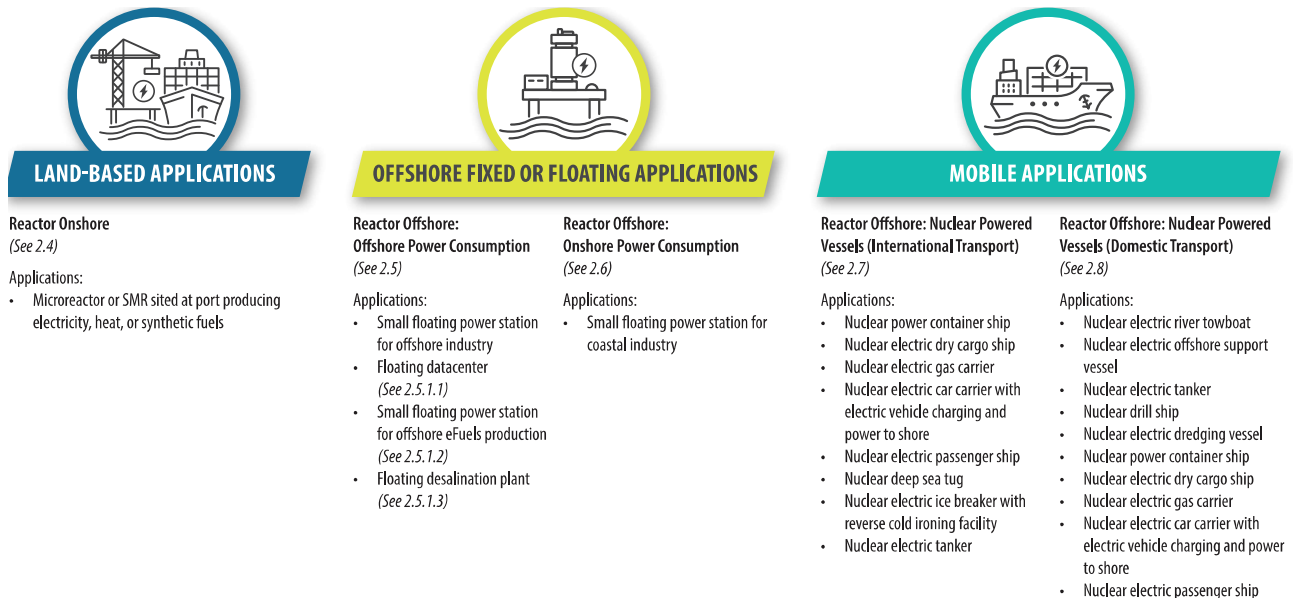 LAND-BASED APPLICATIONS
Reactor Onshore
(See 2.4)
Applications:
• Microreactor or SMR sited at port producing
electricity, heat, or synthetic fuels
OFFSHORE FIXED OR FLOATING APPLICATIONS
Reactor Offshore:
Offshore Power Consumption
(See 2.5)
Applications:
• Small floating power station
for offshore industry
• Floating datacenter
(See 2.5.1.1)
• Small floating power station
for offshore eFuels production
(See 2.5.1.2)
• Floating desalination plant
(See 2.5.1.3)
Reactor Offshore:
Onshore Power Consumption
(See 2.6)
Applications:
• Small floating power station for
coastal industry
MOBILE APPLICATIONS
Reactor Offshore: Nuclear Powered
Vessels (International Transport)
(See 2.7)
Applications:
• Nuclear power container ship
• Nuclear electric dry cargo ship
• Nuclear electric gas carrier
• Nuclear electric car carrier with
electric vehicle charging and
power to shore
• Nuclear electric passenger ship
• Nuclear deep sea tug
• Nuclear electric ice breaker with
reverse cold ironing facility
• Nuclear electric tanker
Reactor Offshore: Nuclear Powered
Vessels (Domestic Transport)
(See 2.8)
Applications:
• Nuclear electric river towboat
• Nuclear electric offshore support
vessel
• Nuclear electric tanker
• Nuclear drill ship
• Nuclear electric dredging vessel
• Nuclear power container ship
• Nuclear electric dry cargo ship
• Nuclear electric gas carrier
• Nuclear electric car carrier with
electric vehicle charging and power
to shore
• Nuclear electric passenger ship